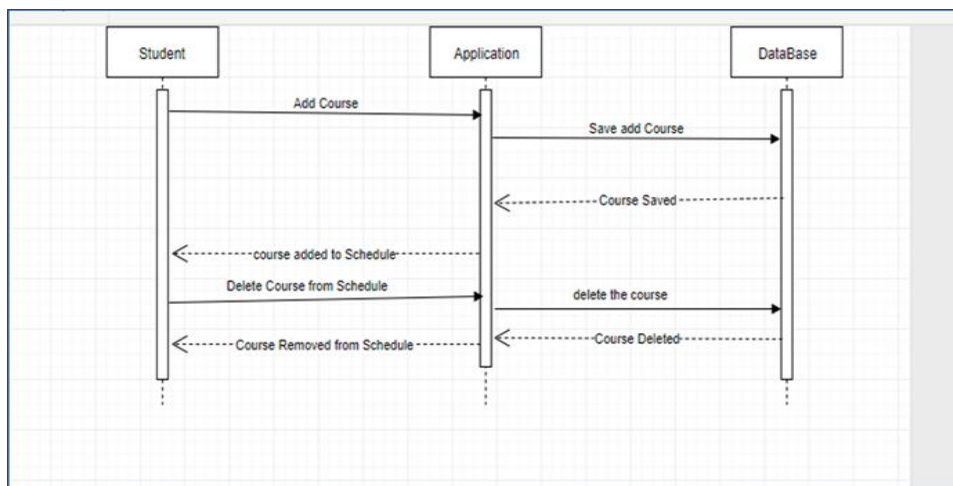 Student
Application
DataBase
Add Course
Save add Course
Course Saved
course added to Schedule
Delete Course from Schedule
delete the course
Course Deleted
Course Removed from Schedule